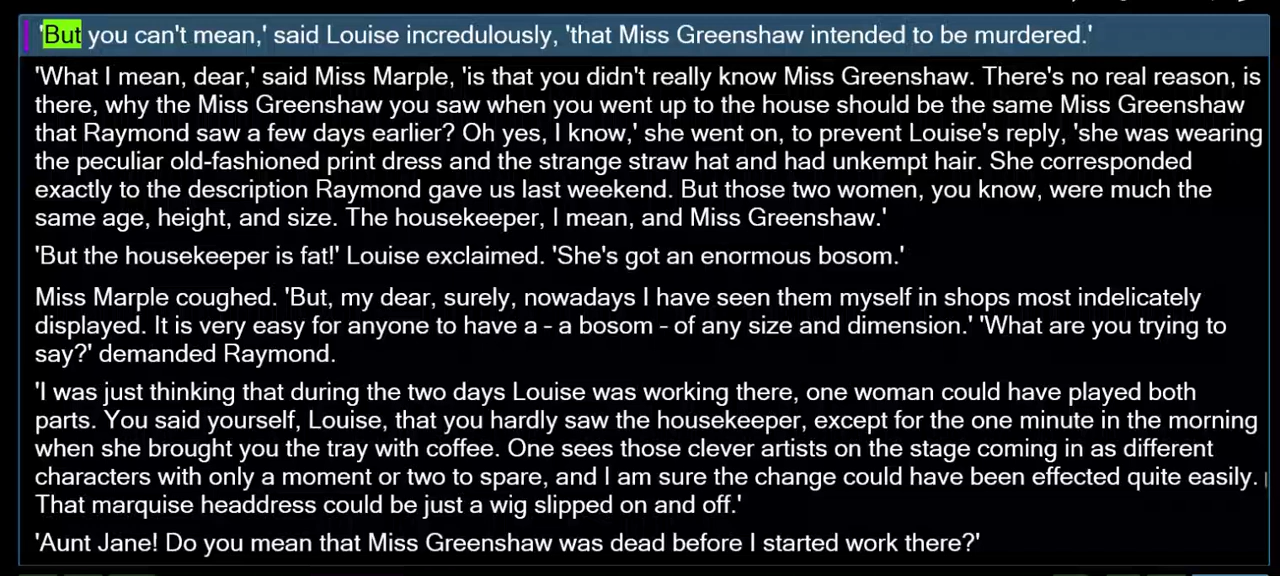 'But you can't mean,' said Louise incredulously, 'that Miss Greenshaw intended to be murdered.'
'What I mean, dear,' said Miss Marple, 'is that you didn't really know Miss Greenshaw. There's no real reason, is
there, why the Miss Greenshaw you saw when you went up to the house should be the same Miss Greenshaw
that Raymond saw a few days earlier? Oh yes, I know,' she went on, to prevent Louise's reply, 'she was wearing
the peculiar old-fashioned print dress and the strange straw hat and had unkempt hair. She corresponded
exactly to the description Raymond gave us last weekend. But those two women, you know, were much the
same age, height, and size. The housekeeper, I mean, and Miss Greenshaw.'
'But the housekeeper is fat!' Louise exclaimed. 'She's got an enormous bosom.'
Miss Marple coughed. 'But, my dear, surely, nowadays I have seen them myself in shops most indelicately
displayed. It is very easy for anyone to have a - a bosom - of any size and dimension.' 'What are you trying to
say?' demanded Raymond.
'I was just thinking that during the two days Louise was working there, one woman could have played both
parts. You said yourself, Louise, that you hardly saw the housekeeper, except for the one minute in the morning
when she brought you the tray with coffee. One sees those clever artists on the stage coming in as different
characters with only a moment or two to spare, and I am sure the change could have been effected quite easily.
That marquise headdress could be just a wig slipped on and off.'
'Aunt Jane! Do you mean that Miss Greenshaw was dead before I started work there?'